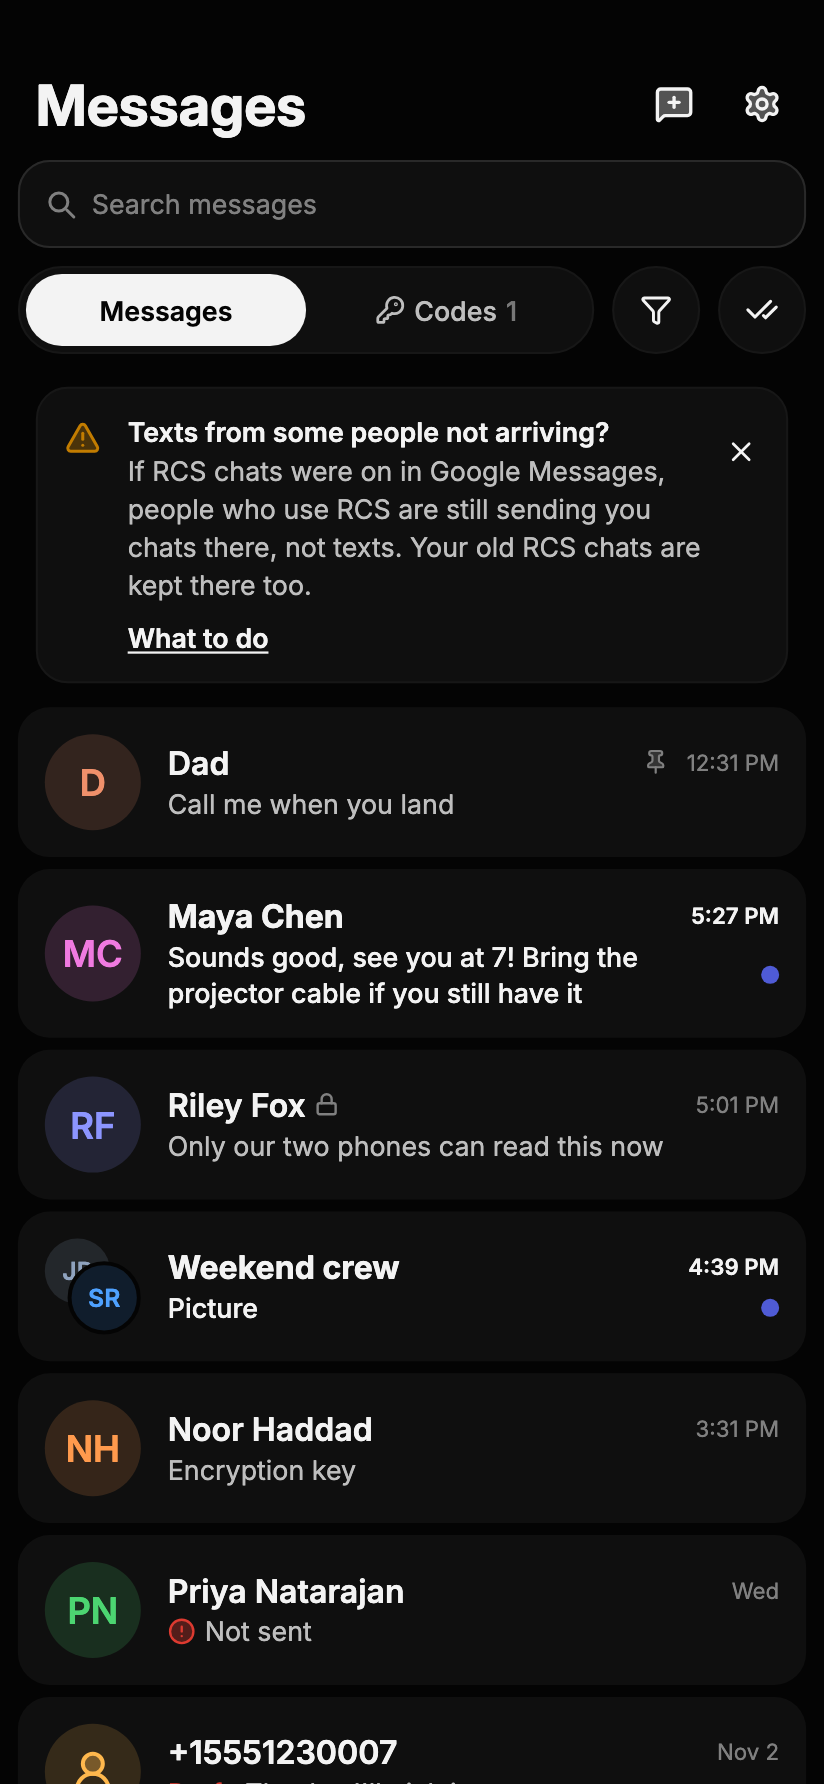 Messages
Search messages
Messages
Codes 1
Texts from some people not arriving?
If RCS chats were on in Google Messages,
people who use RCS are still sending you
chats there, not texts. Your old RCS chats are
kept there too.
What to do
D
Dad
12:31 PM
Call me when you land
MC
Maya Chen
5:27 PM
Sounds good, see you at 7! Bring the
projector cable if you still have it
RF
Riley Fox
5:01 PM
Only our two phones can read this now
SR
Weekend crew
4:39 PM
Picture
NH
Noor Haddad
3:31 PM
Encryption key
PN
Priya Natarajan
Wed
Not sent
+15551230007
Nov 2